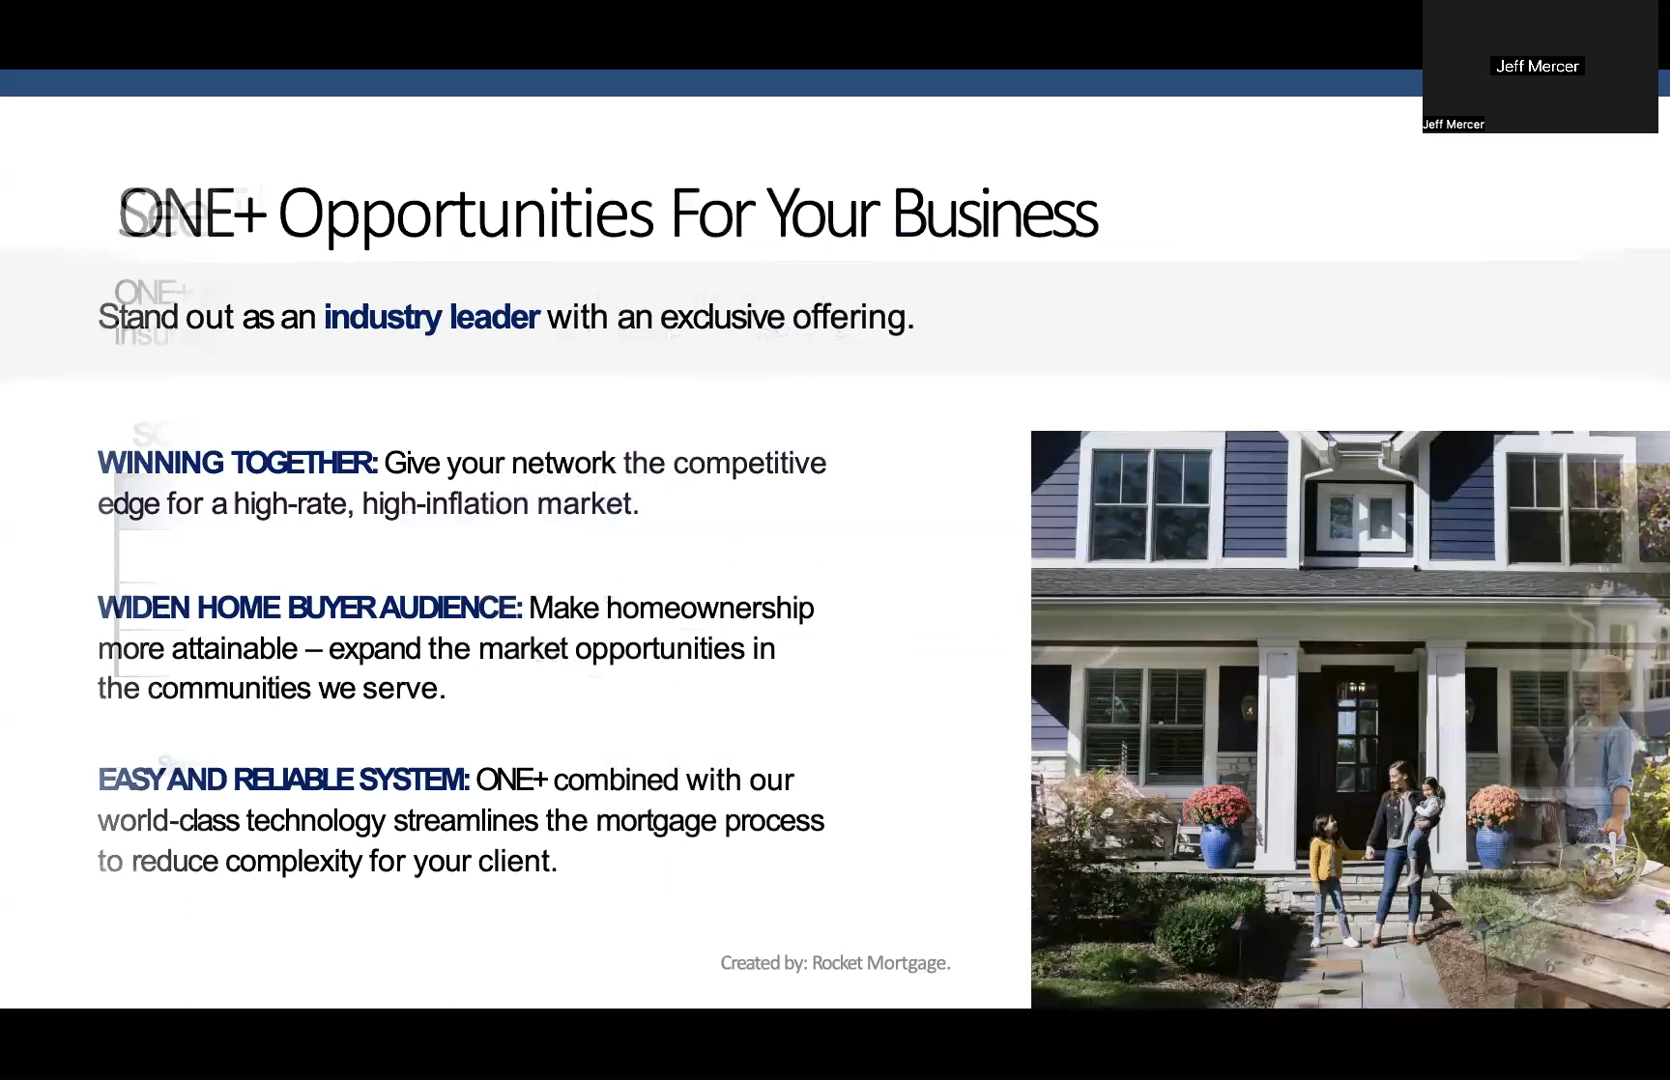 Jeff Mercer
Jeff Mercer
ONE+ Opportunities For Your Business
Stand out as an industry leader with an exclusive offering.
WINNING TOGETHER: Give your network the competitive
edge for a high-rate, high-inflation market.
WIDEN HOME BUYER AUDIENCE: Make homeownership
more attainable – expand the market opportunities in
the communities we serve.
EASY AND RELIABLE SYSTEM: ONE+ combined with our
world-class technology streamlines the mortgage process
to reduce complexity for your client.
Created by: Rocket Mortgage.